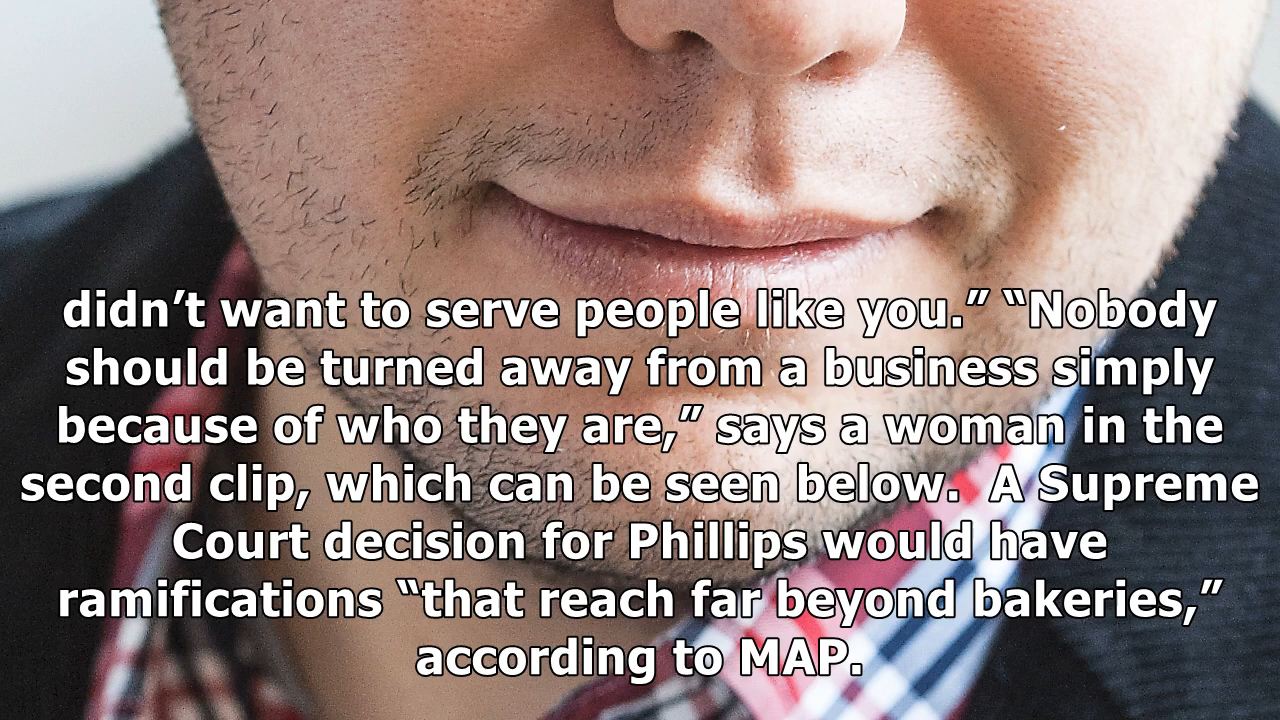 didn’t want to serve people like you.” “Nobody
should be turned away from a business simply
because of who they are,” says a woman in the
second clip, which can be seen below.  A Supreme
Court decision for Phillips would have
ramifications “that reach far beyond bakeries,”
according to MAP.